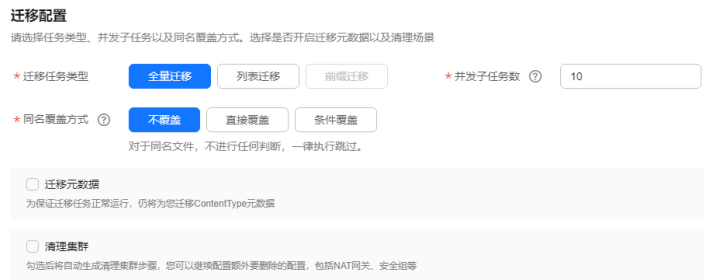 迁移配置
请选择任务类型、并发子任务以及同名覆盖方式。选择是否开启迁移元数据以及清理场景
* 迁移任务类型 全量迁移 列表迁移 前缀迁移 * 并发子任务数 ? 10
* 同名覆盖方式 ? 不覆盖 直接覆盖 条件覆盖
对于同名文件，不进行任何判断，一律执行跳过。
迁移元数据
为保证迁移任务正常运行，仍将为您迁移ContentType元数据
清理集群
勾选后将自动生成清理集群步骤，您可以继续配置额外要删除的配置，包括NAT网关、安全组等